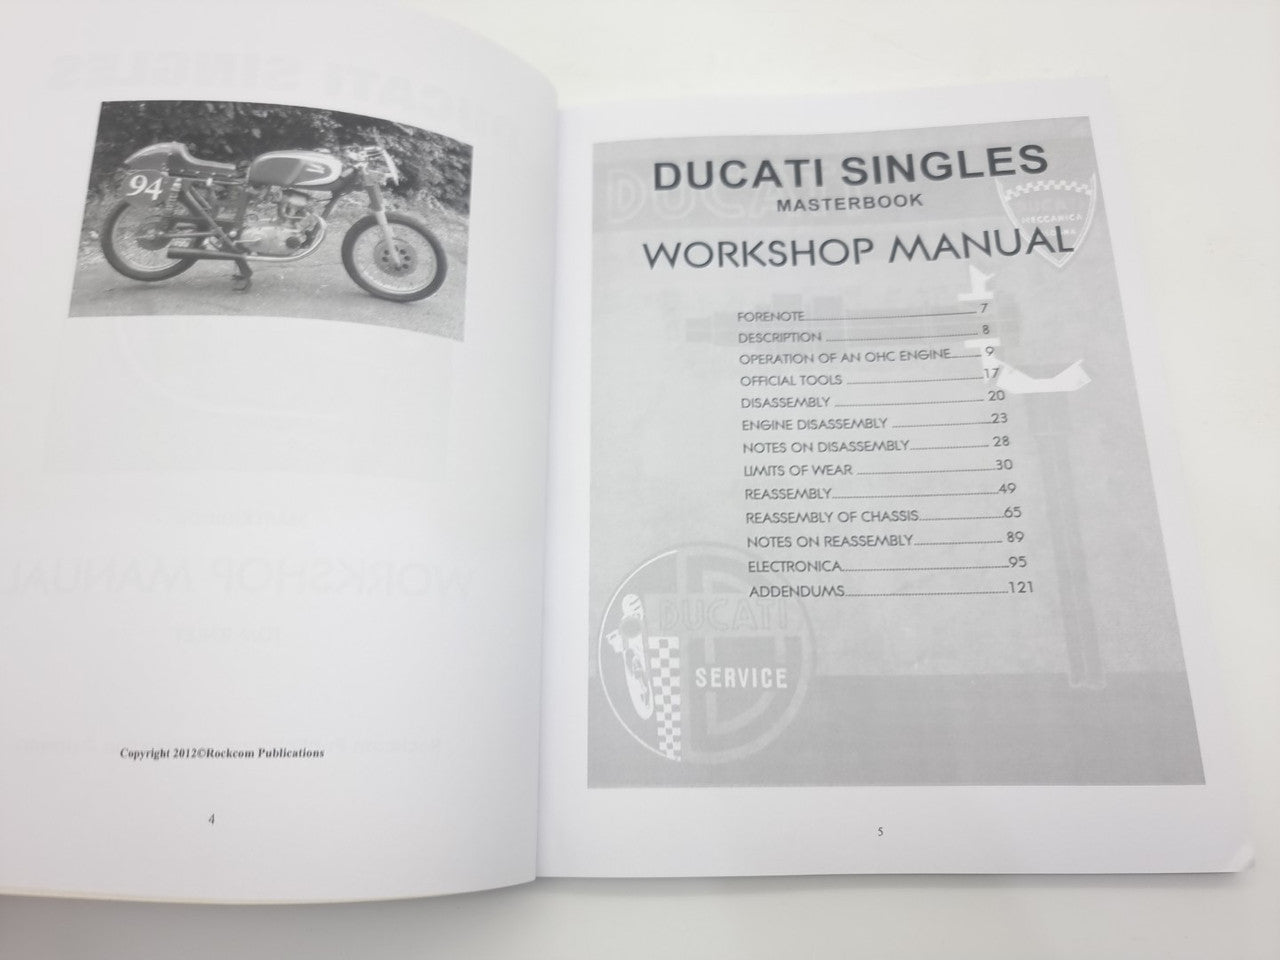 94
Copyright 2012©Rockcom Publications
4
DUCATI SINGLES
MASTERBOOK
WORKSHOP MANUAL
DUCA
MECCANICA
FORENOTE 7
DESCRIPTION 8
OPERATION OF AN OHC ENGINE 9
OFFICIAL TOOLS 17
DISASSEMBLY 20
ENGINE DISASSEMBLY 23
NOTES ON DISASSEMBLY 28
LIMITS OF WEAR 30
REASSEMBLY 49
REASSEMBLY OF CHASSIS 65
NOTES ON REASSEMBLY 89
ELECTRONICA 95
ADDENDUMS 121
DUCATI
SERVICE
5